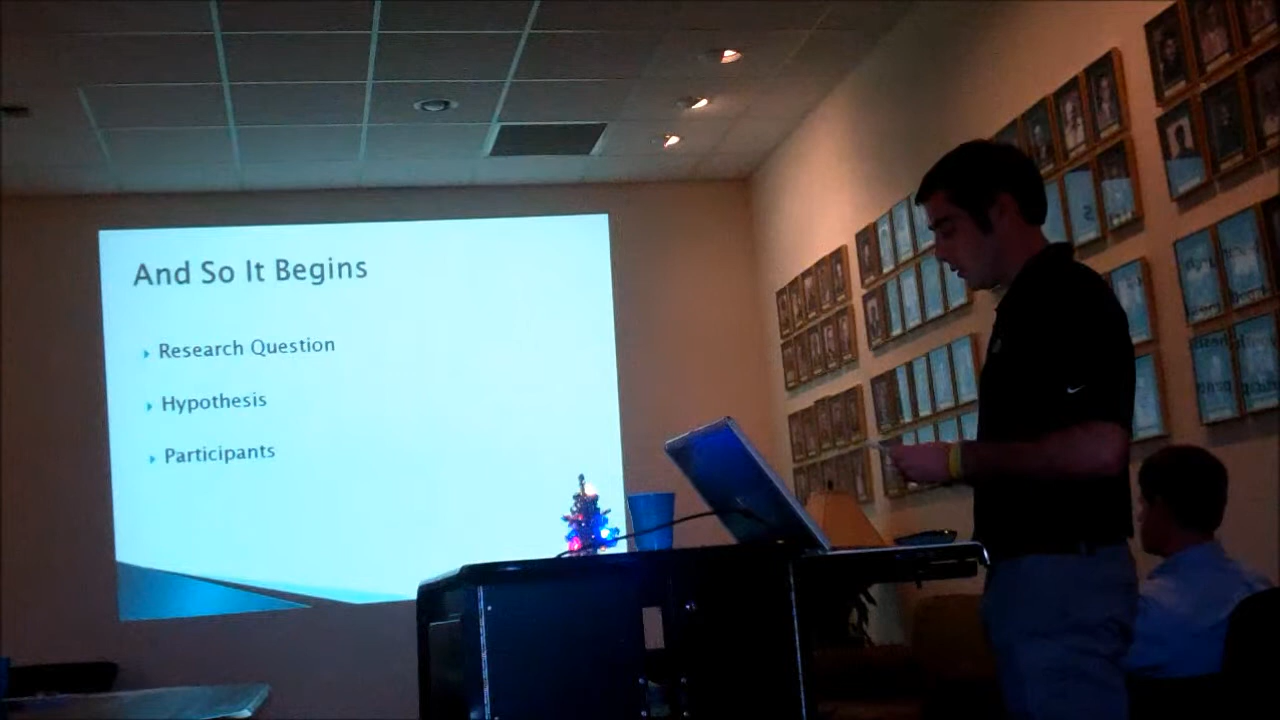 And So It Begins
Research Question
Hypothesis
Participants